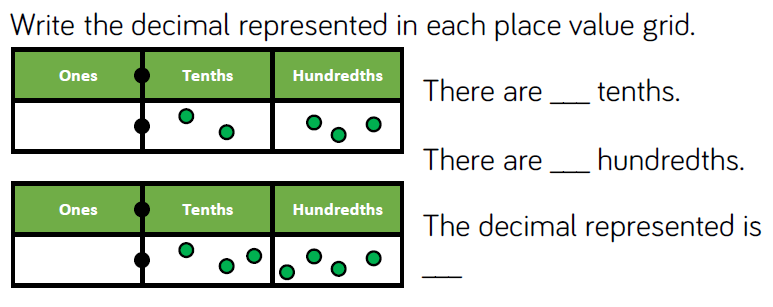 Write the decimal represented in each place value grid.
Ones Tenths Hundredths
There are ___ tenths.
There are ___ hundredths.
Ones Tenths Hundredths
The decimal represented is
___